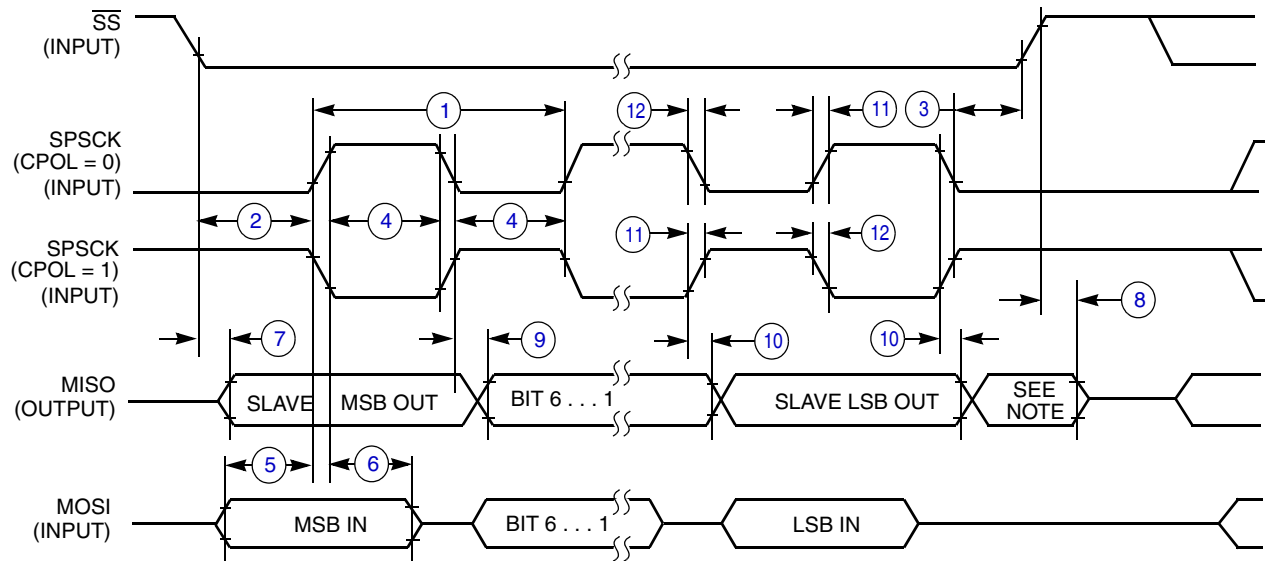 SS
(INPUT)
1
12
11
3
SPSCK
(CPOL = 0)
(INPUT)
2
4
4
11
12
SPSCK
(CPOL = 1)
(INPUT)
8
7
9
10
10
MISO
(OUTPUT)
SLAVE
MSB OUT
BIT 6 . . . 1
SLAVE LSB OUT
SEE
NOTE
5
6
MOSI
(INPUT)
MSB IN
BIT 6 . . . 1
LSB IN